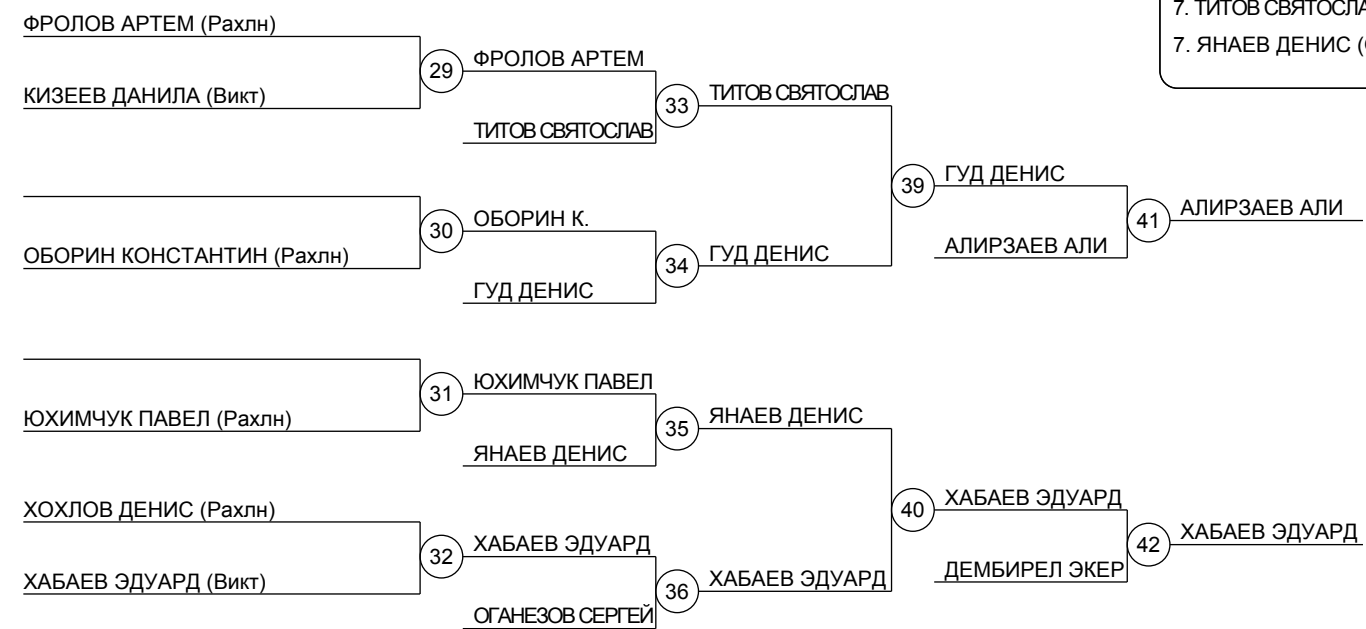 7. ТИТОВ СВЯТОСЛА
7. ЯНАЕВ ДЕНИС (
ФРОЛОВ АРТЕМ (Рахлн)
29
ФРОЛОВ АРТЕМ
КИЗЕЕВ ДАНИЛА (Викт)
33
ТИТОВ СВЯТОСЛАВ
ТИТОВ СВЯТОСЛАВ
39
ГУД ДЕНИС
30
ОБОРИН К.
41
АЛИРЗАЕВ АЛИ
ОБОРИН КОНСТАНТИН (Рахлн)
34
ГУД ДЕНИС
АЛИРЗАЕВ АЛИ
ГУД ДЕНИС
31
ЮХИМЧУК ПАВЕЛ
ЮХИМЧУК ПАВЕЛ (Рахлн)
35
ЯНАЕВ ДЕНИС
ЯНАЕВ ДЕНИС
ХОХЛОВ ДЕНИС (Рахлн)
40
ХАБАЕВ ЭДУАРД
32
ХАБАЕВ ЭДУАРД
42
ХАБАЕВ ЭДУАРД
ХАБАЕВ ЭДУАРД (Викт)
36
ХАБАЕВ ЭДУАРД
ДЕМБИРЕЛ ЭКЕР
ОГАНЕЗОВ СЕРГЕЙ